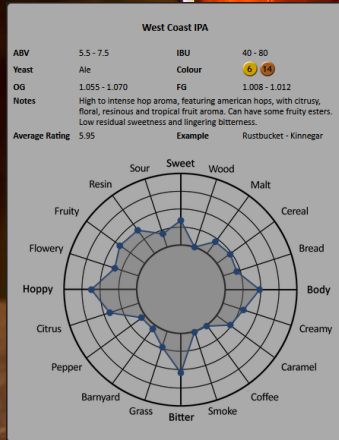 West Coast IPA
ABV 5.5 - 7.5 IBU 40 - 80
Yeast Ale Colour 6 14
OG 1.055 - 1.070 FG 1.008 - 1.012
Notes High to intense hop aroma, featuring american hops, with citrusy,
floral, resinous and tropical fruit aroma. Can have some fruity esters.
Low residual sweetness and lingering bitterness.
Average Rating 5.95 Example Rustbucket - Kinnegar
Sweet
Sour Wood
Resin Malt
Fruity Cereal
Flowery Bread
Hoppy Body
Citrus Creamy
Pepper Caramel
Barnyard Coffee
Grass Smoke
Bitter